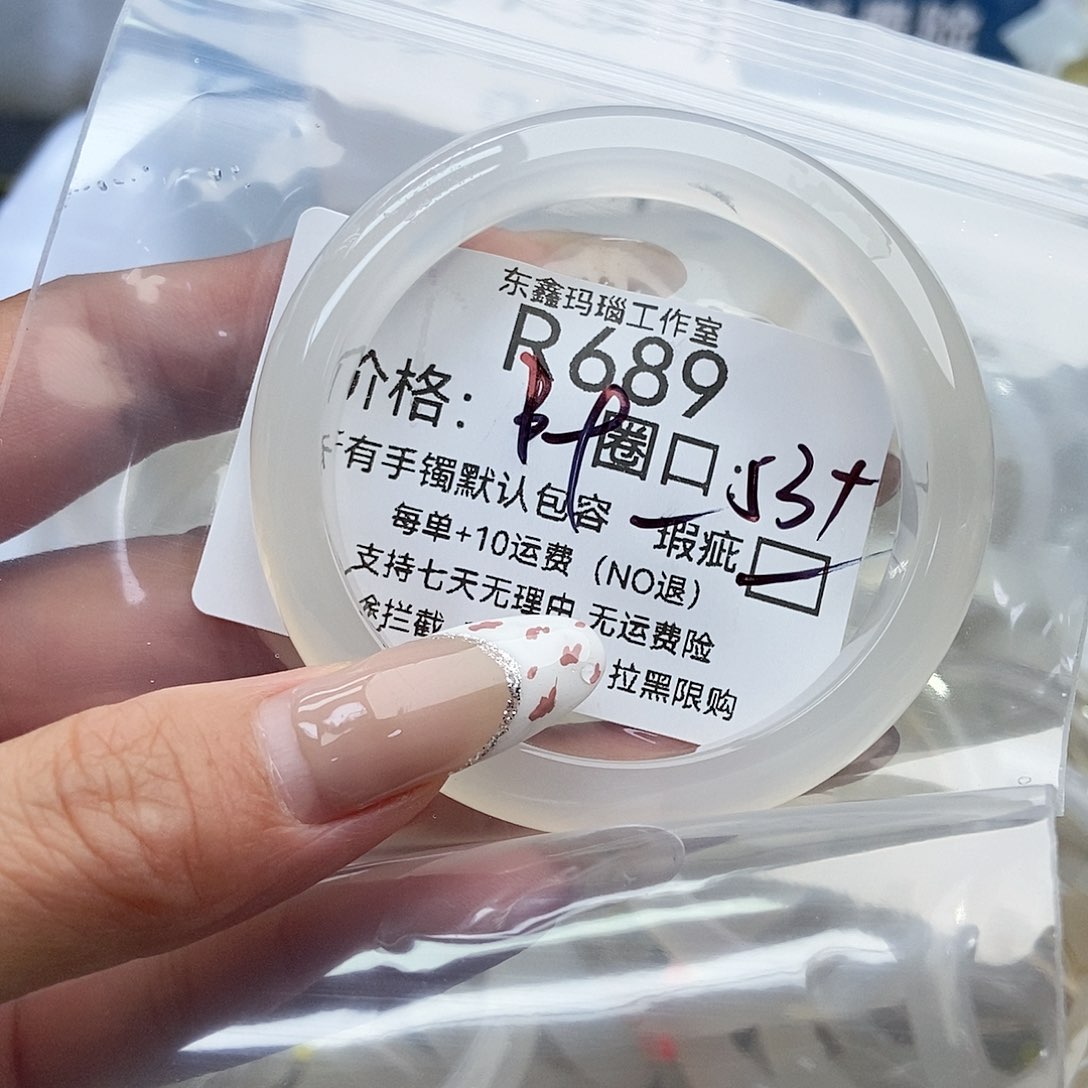 东鑫玛瑙工作室
R689
价格：
圈口：53+
有手镯默认包容 瑕疵
每单+10运费（NO退）
支持七天无理由 无运费险
拦截
拉黑限购